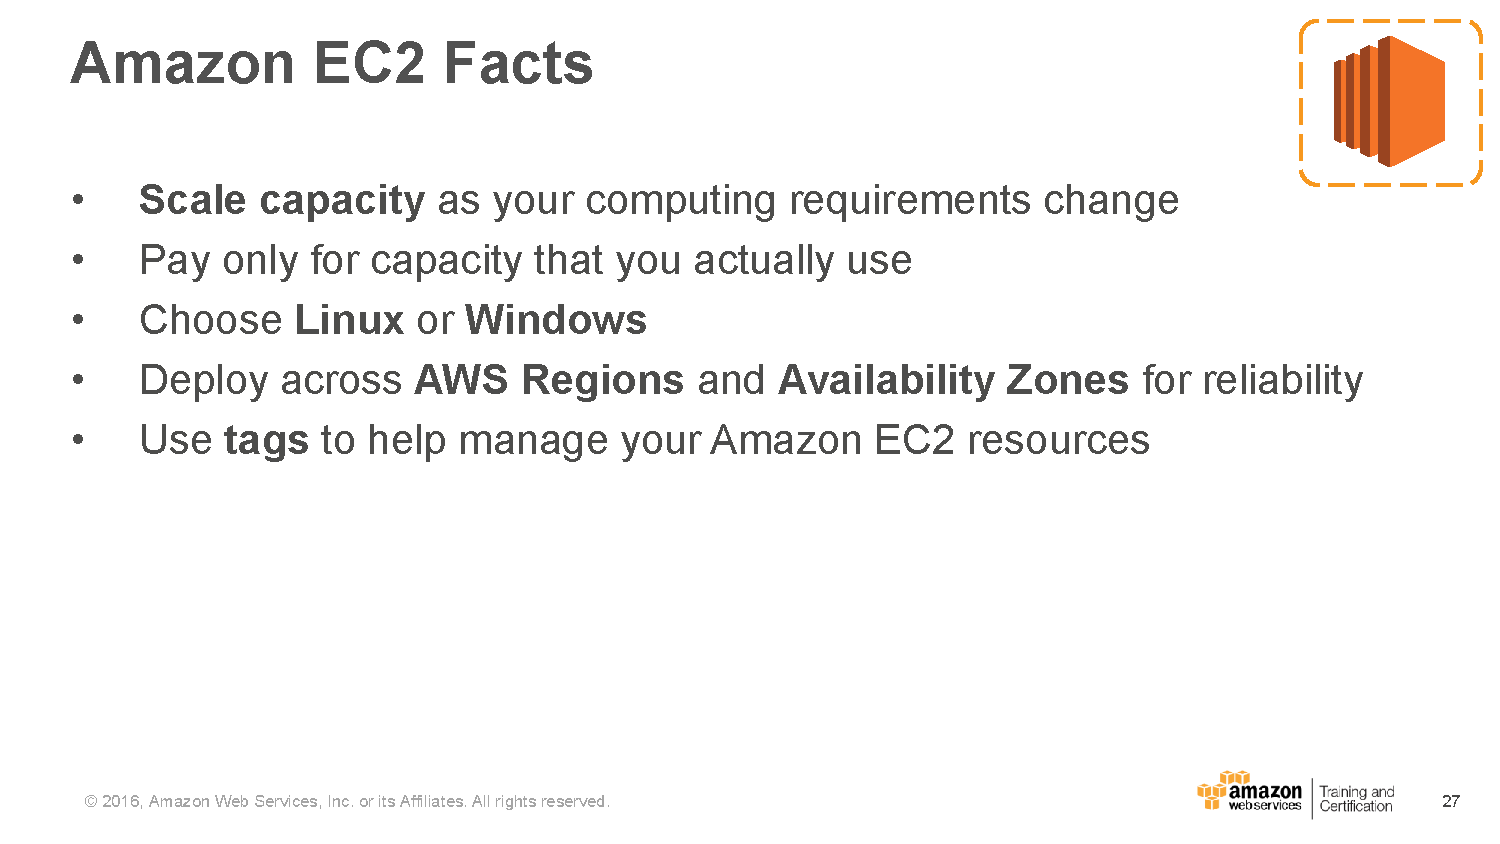 Amazon EC2 Facts
• Scale capacity as your computing requirements change
• Pay only for capacity that you actually use
• Choose Linux or Windows
• Deploy across AWS Regions and Availability Zones for reliability
• Use tags to help manage your Amazon EC2 resources
© 2016, Amazon Web Services, Inc. or its Affiliates. All rights reserved.
amazon
web services
Training and
Certification
27